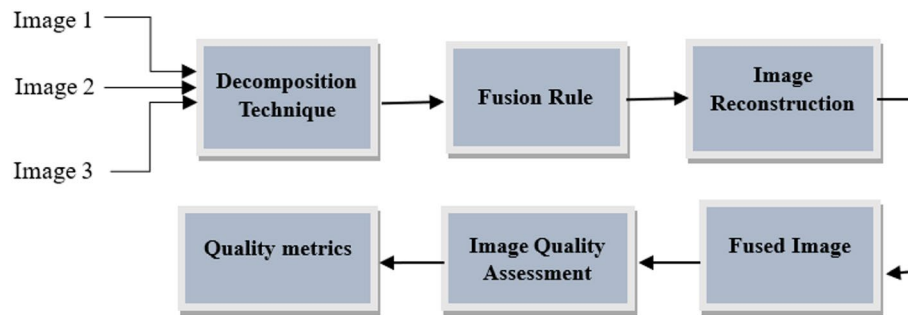 Image 1
Image 2
Image 3
Decomposition
Technique
Fusion Rule
Image
Reconstruction
Fused Image
Image Quality
Assessment
Quality metrics